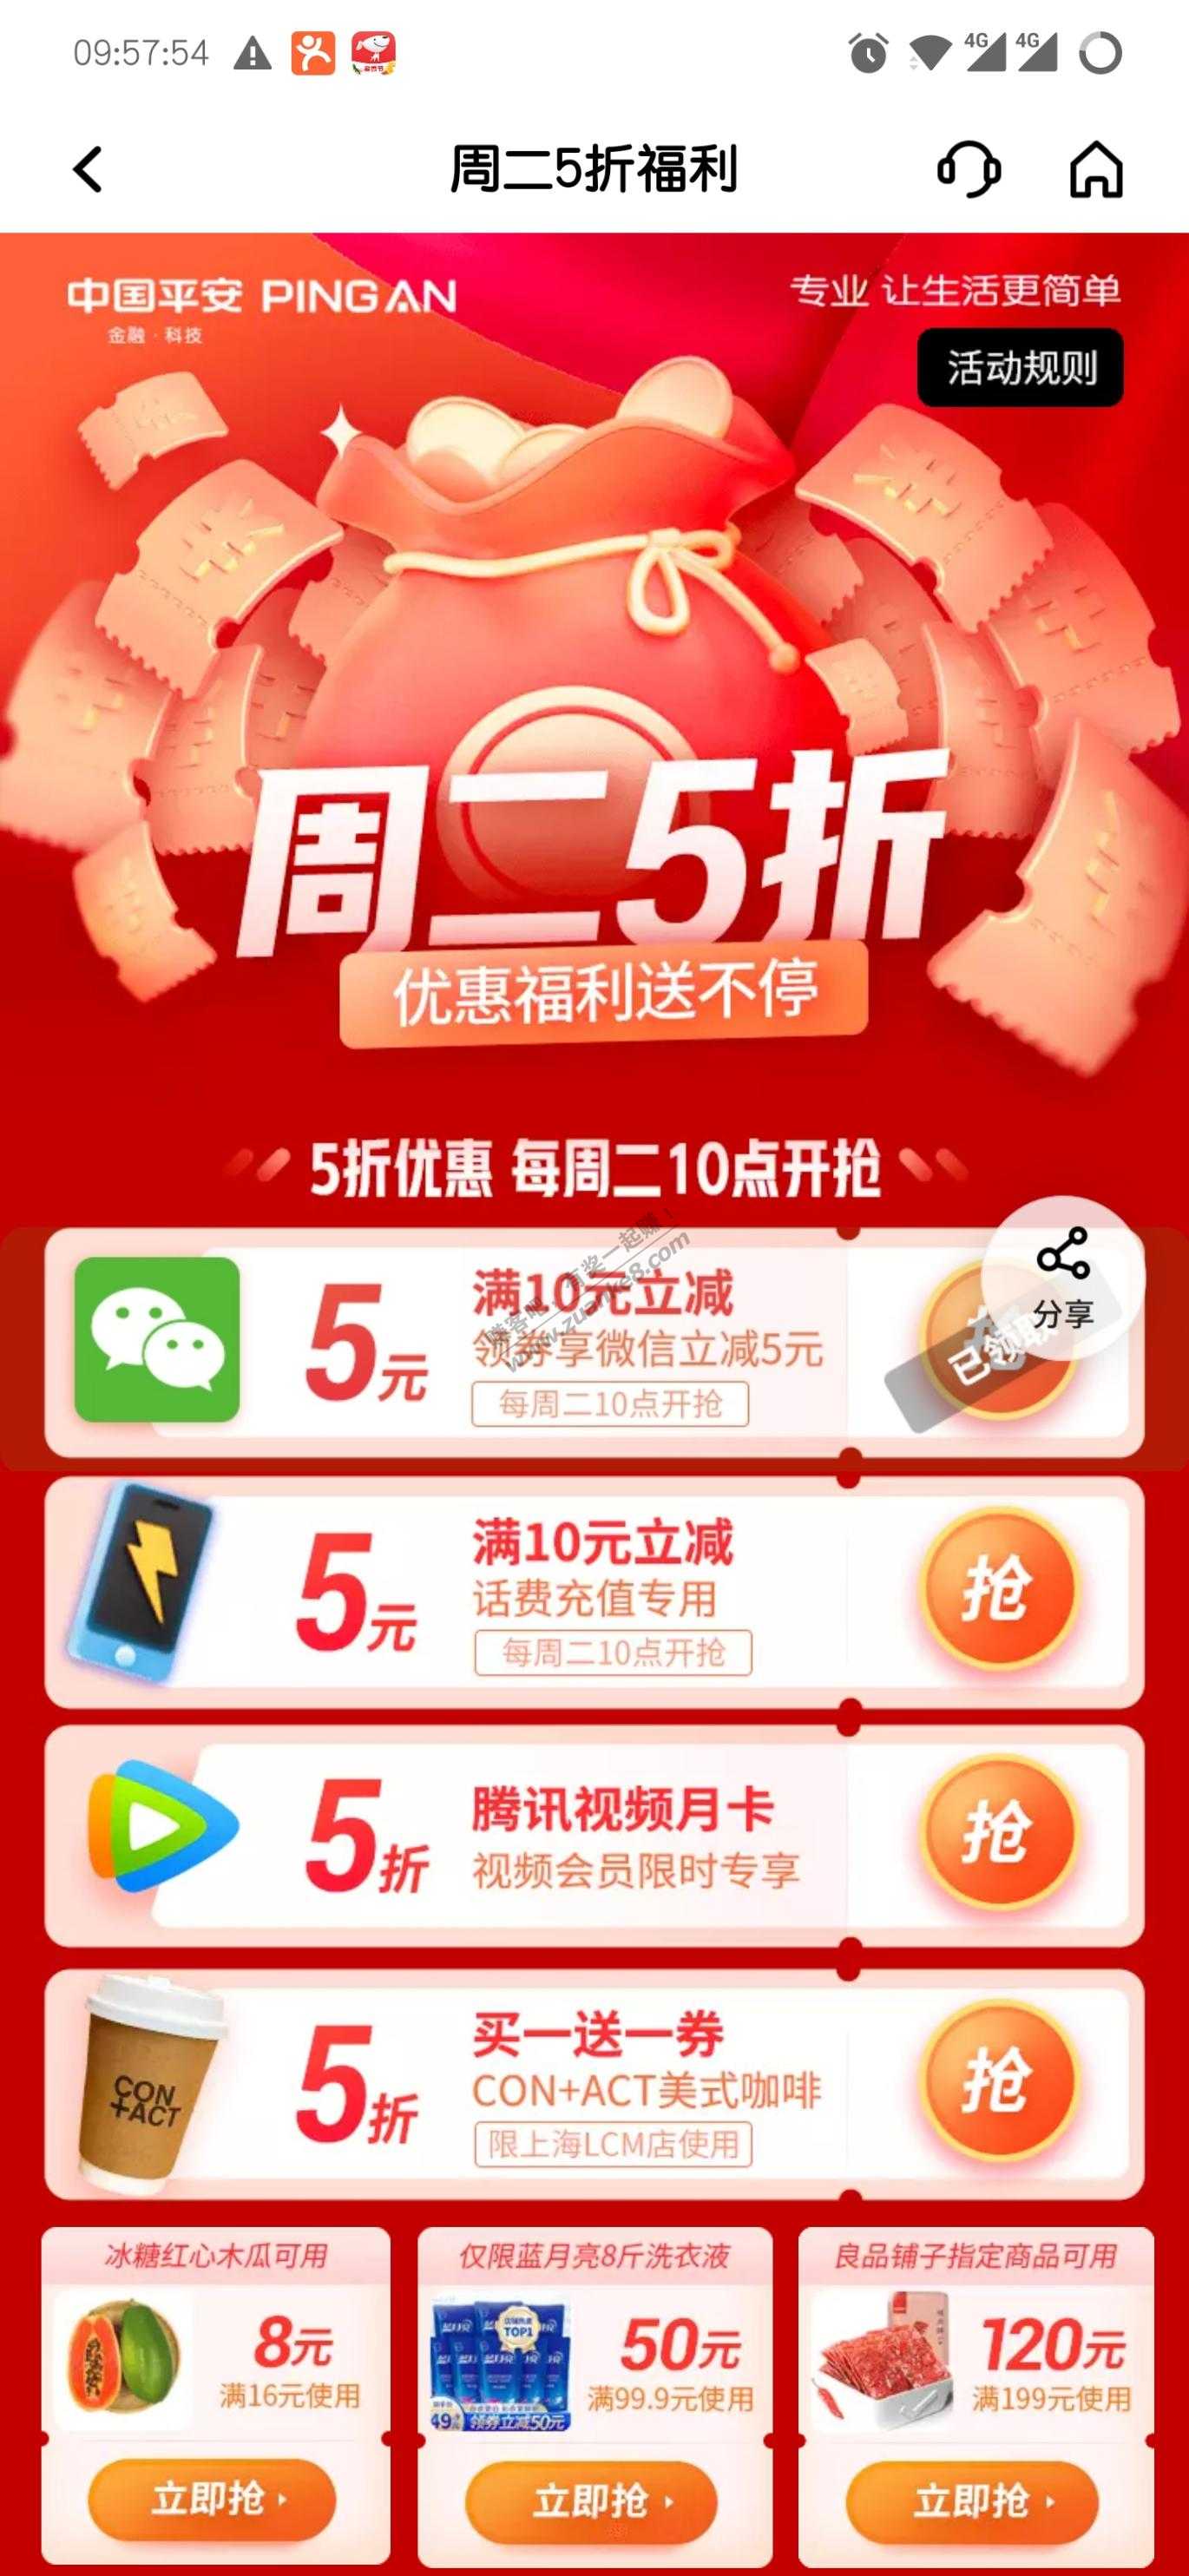 09:57:54
4G 4G
周二5折福利
中国平安 PING AN
金融·科技
专业 让生活更简单
活动规则
周二5折
优惠福利送不停
5折优惠 每周二10点开抢
5元
满10元立减
领券享微信立减5元
每周二10点开抢
已领取
分享
赚客吧，有奖一起赚！
www.zuanke8.com
5元
满10元立减
话费充值专用
每周二10点开抢
抢
5折
腾讯视频月卡
视频会员限时专享
抢
CON
+ACT
5折
买一送一券
CON+ACT美式咖啡
限上海LCM店使用
抢
冰糖红心木瓜可用
8元
满16元使用
立即抢
仅限蓝月亮8斤洗衣液
TOP1
49
领券立减50元
50元
满99.9元使用
立即抢
良品铺子指定商品可用
120元
满199元使用
立即抢